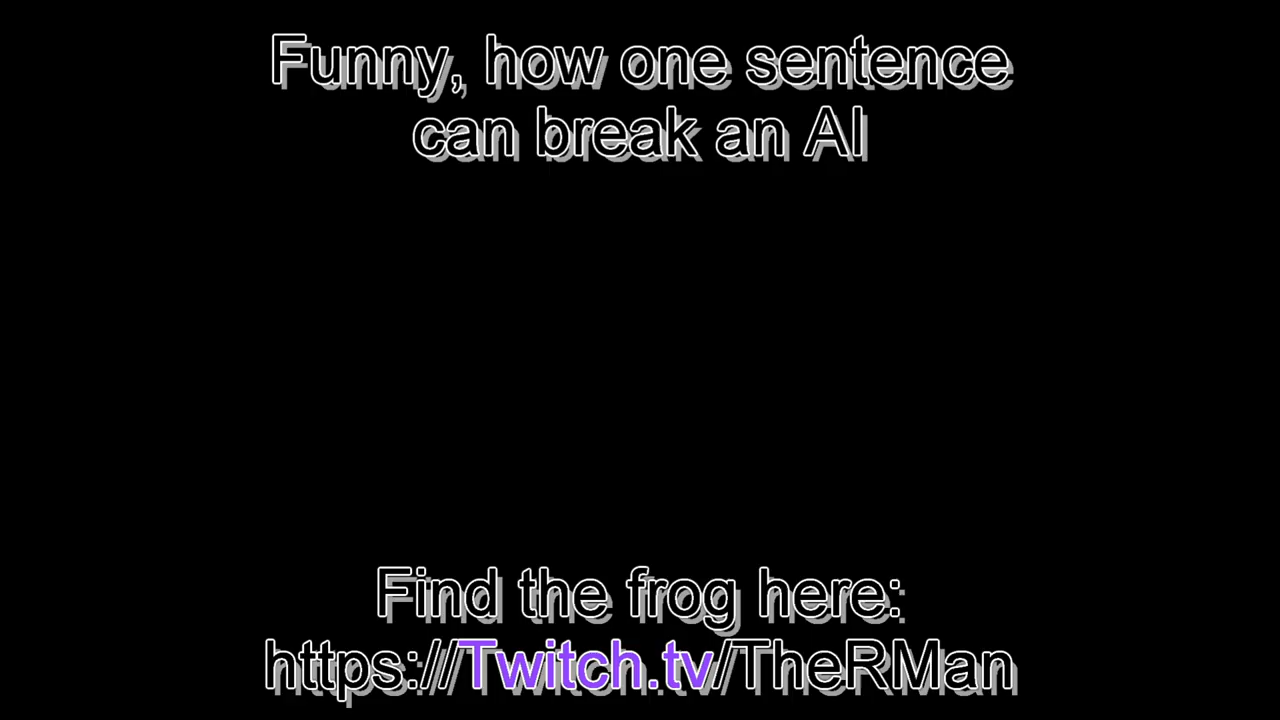 Funny, how one sentence
can break an AI
Find the frog here:
https://Twitch.tv/TheRMan